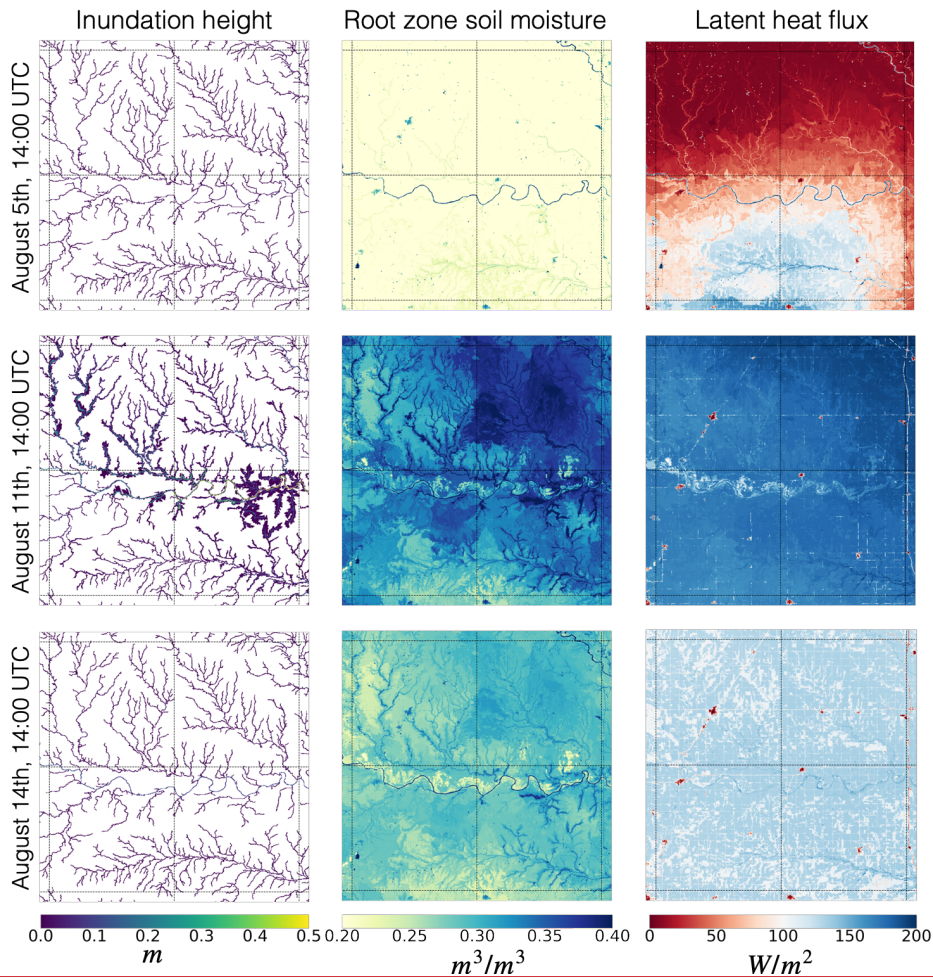 Inundation height Root zone soil moisture Latent heat flux
August 5th, 14:00 UTC
August 11th, 14:00 UTC
August 14th, 14:00 UTC
0.0 0.1 0.2 0.3 0.4 0.5 0.20 0.25 0.30 0.35 0.40 0 50 100 150 200
m m³/m³ W/m²